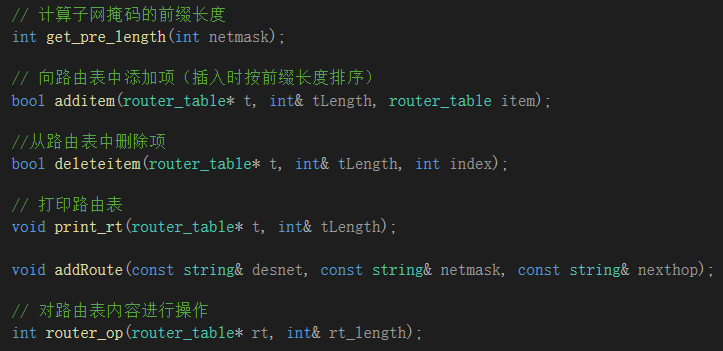 // 计算子网掩码的前缀长度
int get_pre_length(int netmask);
// 向路由表中添加项（插入时按前缀长度排序）
bool additem(router_table* t, int& tLength, router_table item);
//从路由表中删除项
bool deleteitem(router_table* t, int& tLength, int index);
// 打印路由表
void print_rt(router_table* t, int& tLength);
void addRoute(const string& desnet, const string& netmask, const string& nexthop);
// 对路由表内容进行操作
int router_op(router_table* rt, int& rt_length);